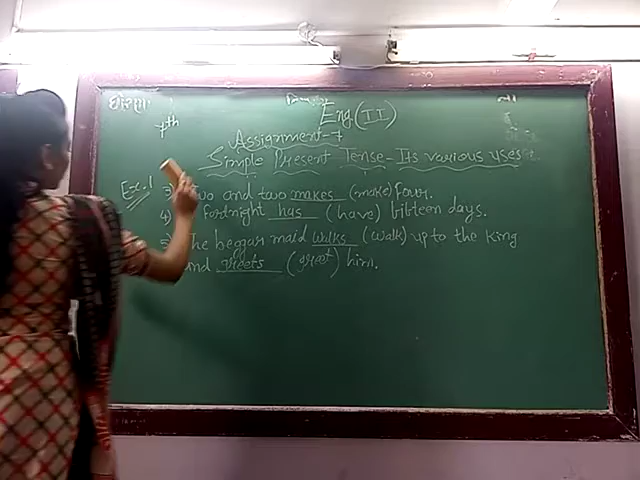 Eng (II)
Assignment-7
Simple Present Tense - Its various uses
Ex. 1
3) Two and two makes (make) four.
4) fortnight has (have) fifteen days.
5) The beggar maid walks (walk) up to the king
and greets (greet) him.